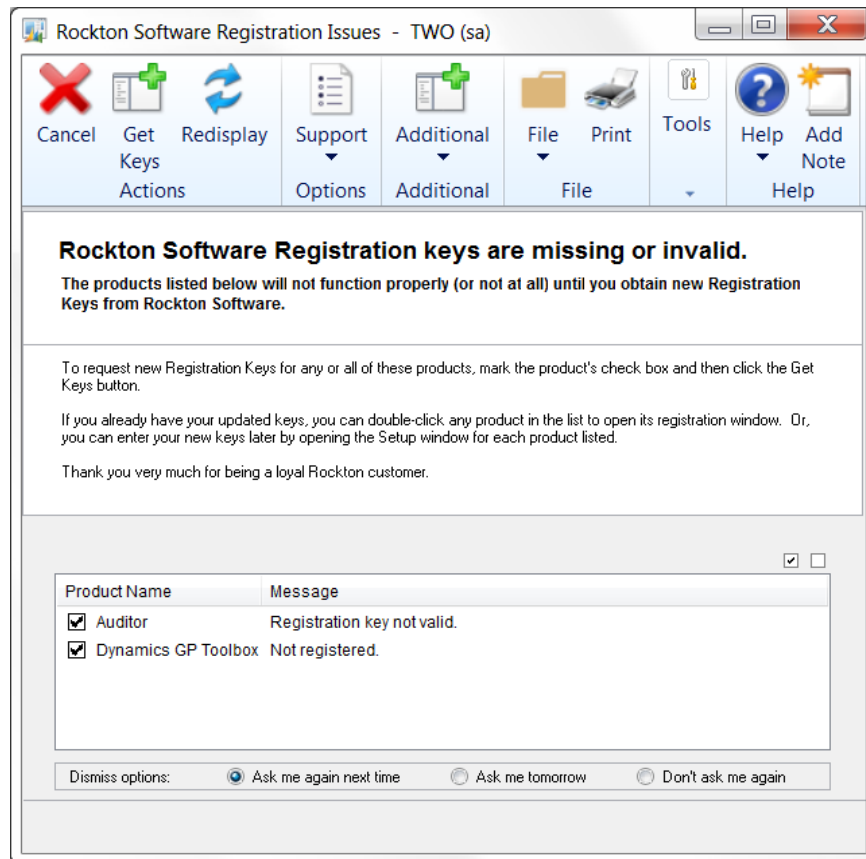 Rockton Software Registration Issues - TWO (sa)
Cancel Get Keys Redisplay Support Additional File Print Tools Help Add Note
Actions Options Additional File Help
Rockton Software Registration keys are missing or invalid.
The products listed below will not function properly (or not at all) until you obtain new Registration
Keys from Rockton Software.
To request new Registration Keys for any or all of these products, mark the product's check box and then click the Get
Keys button.
If you already have your updated keys, you can double-click any product in the list to open its registration window. Or,
you can enter your new keys later by opening the Setup window for each product listed.
Thank you very much for being a loyal Rockton customer.
Product Name Message
Auditor Registration key not valid.
Dynamics GP Toolbox Not registered.
Dismiss options: Ask me again next time Ask me tomorrow Don't ask me again